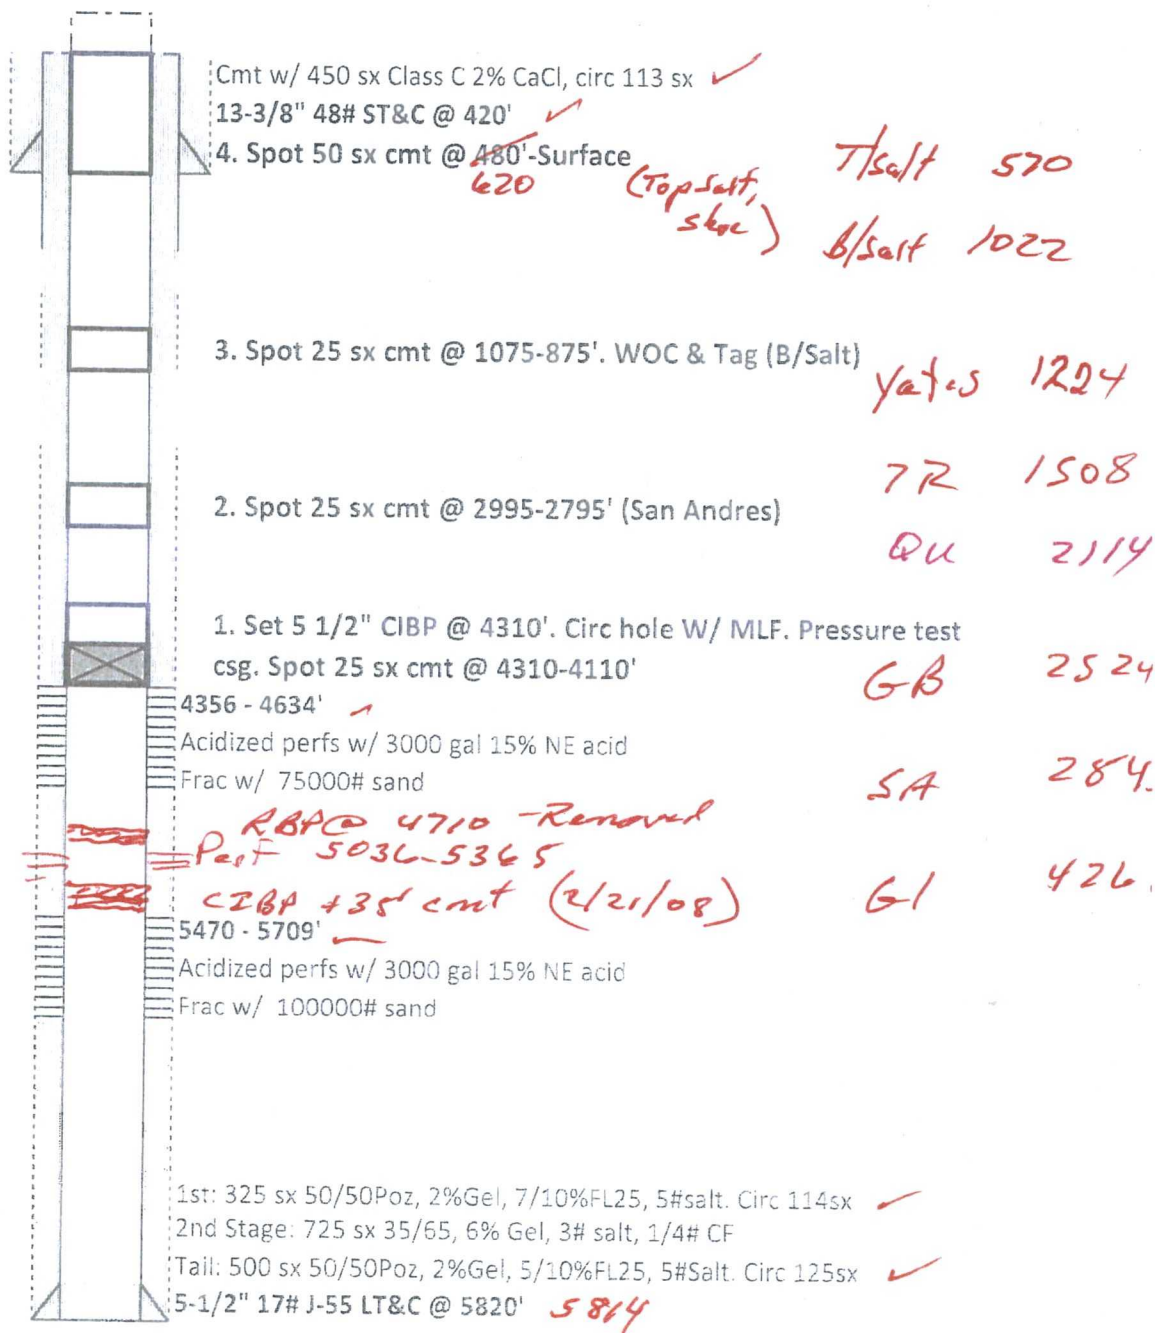 Cmt w/ 450 sx Class C 2% CaCl, circ 113 sx
13-3/8" 48# ST&C @ 420'
4. Spot 50 sx cmt @ 480'-Surface
620 (Top Salt, shoe)
T/salt 570
B/salt 1022
3. Spot 25 sx cmt @ 1075-875'. WOC & Tag (B/Salt)
Yates 1224
7R 1508
2. Spot 25 sx cmt @ 2995-2795' (San Andres)
QU 2114
1. Set 5 1/2" CIBP @ 4310'. Circ hole W/ MLF. Pressure test
csg. Spot 25 sx cmt @ 4310-4110'
GB 2524
4356 - 4634'
Acidized perfs w/ 3000 gal 15% NE acid
Frac w/ 75000# sand
SA 284.
RBP@ 4710 -Removed
Perf 5036-5365
CIBP +35' cmt (2/21/08)
Gl 426.
5470 - 5709'
Acidized perfs w/ 3000 gal 15% NE acid
Frac w/ 100000# sand
1st: 325 sx 50/50Poz, 2%Gel, 7/10%FL25, 5#salt. Circ 114sx
2nd Stage: 725 sx 35/65, 6% Gel, 3# salt, 1/4# CF
Tail: 500 sx 50/50Poz, 2%Gel, 5/10%FL25, 5#Salt. Circ 125sx
5-1/2" 17# J-55 LT&C @ 5820' 5814